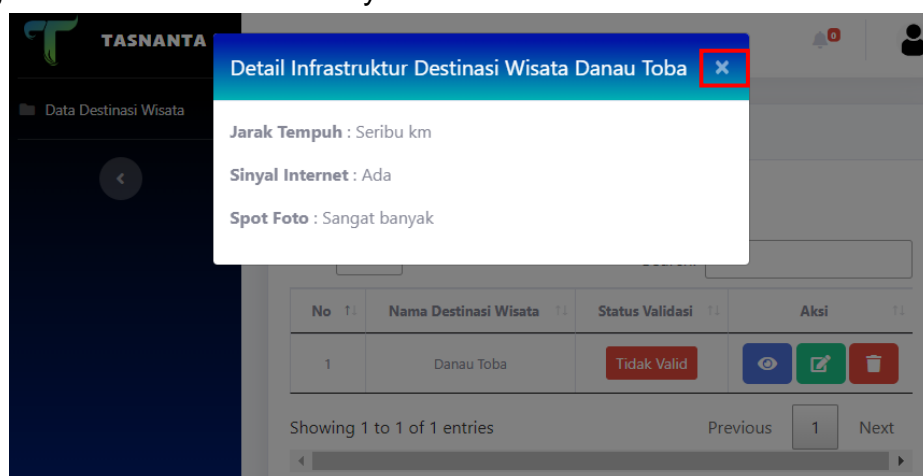 TASNANTA
0
Detail Infrastruktur Destinasi Wisata Danau Toba ×
Data Destinasi Wisata
Jarak Tempuh : Seribu km
Sinyal Internet : Ada
Spot Foto : Sangat banyak
No Nama Destinasi Wisata Status Validasi Aksi
1 Danau Toba Tidak Valid
Showing 1 to 1 of 1 entries Previous 1 Next